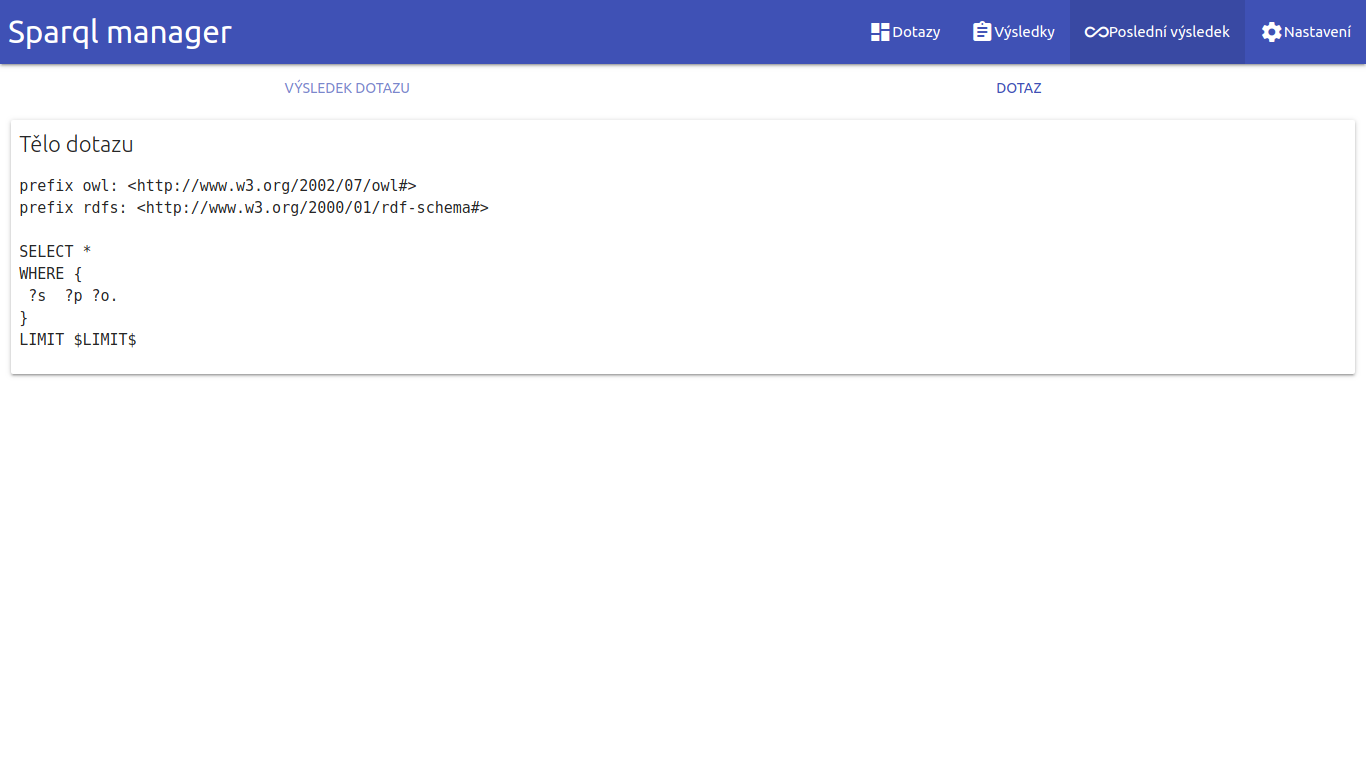 Sparql manager
Dotazy
Výsledky
Poslední výsledek
Nastavení
VÝSLEDEK DOTAZU
DOTAZ
Tělo dotazu
prefix owl: <http://www.w3.org/2002/07/owl#>
prefix rdfs: <http://www.w3.org/2000/01/rdf-schema#>
SELECT *
WHERE {
 ?s  ?p ?o.
}
LIMIT $LIMIT$